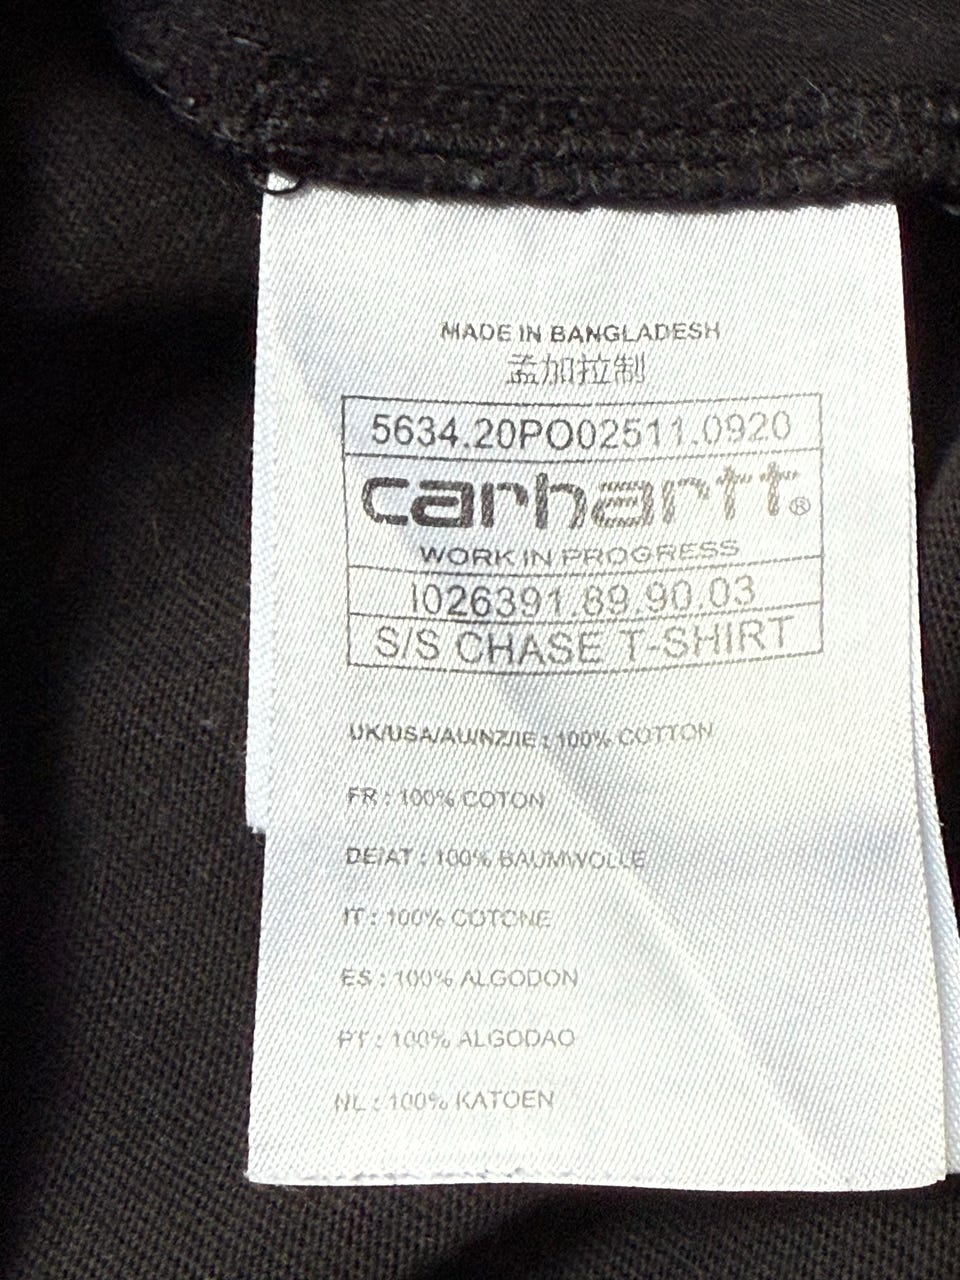 MADE IN BANGLADESH
孟加拉制
5634.20PO02511.0920
carhartt®
WORK IN PROGRESS
I026391.89.90.03
S/S CHASE T-SHIRT
UK/USA/AU/NZ/IE : 100% COTTON
FR : 100% COTON
DE/AT : 100% BAUMWOLLE
IT : 100% COTONE
ES : 100% ALGODON
PT : 100% ALGODAO
NL : 100% KATOEN